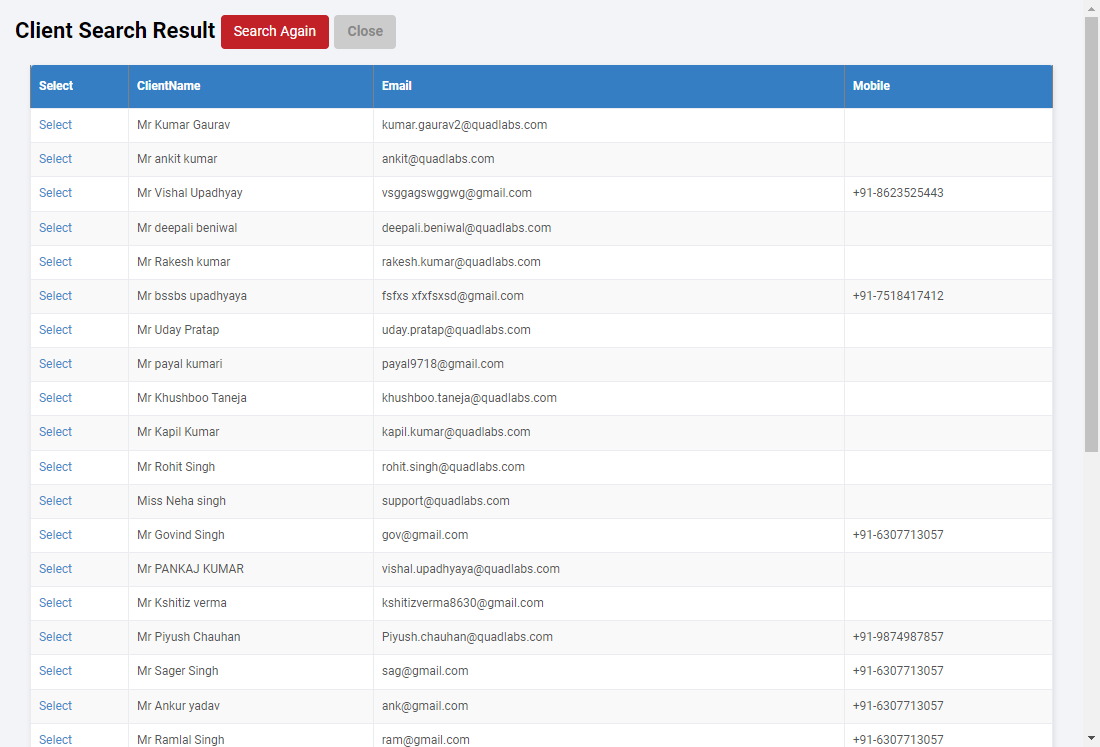 Client Search Result Search Again Close
Select ClientName Email Mobile
Select Mr Kumar Gaurav kumar.gaurav2@quadlabs.com
Select Mr ankit kumar ankit@quadlabs.com
Select Mr Vishal Upadhyay vsggagswggwg@gmail.com +91-8623525443
Select Mr deepali beniwal deepali.beniwal@quadlabs.com
Select Mr Rakesh kumar rakesh.kumar@quadlabs.com
Select Mr bssbs upadhyaya fsfxs xfxfsxsd@gmail.com +91-7518417412
Select Mr Uday Pratap uday.pratap@quadlabs.com
Select Mr payal kumari payal9718@gmail.com
Select Mr Khushboo Taneja khushboo.taneja@quadlabs.com
Select Mr Kapil Kumar kapil.kumar@quadlabs.com
Select Mr Rohit Singh rohit.singh@quadlabs.com
Select Miss Neha singh support@quadlabs.com
Select Mr Govind Singh gov@gmail.com +91-6307713057
Select Mr PANKAJ KUMAR vishal.upadhyaya@quadlabs.com
Select Mr Kshitiz verma kshitizverma8630@gmail.com
Select Mr Piyush Chauhan Piyush.chauhan@quadlabs.com +91-9874987857
Select Mr Sager Singh sag@gmail.com +91-6307713057
Select Mr Ankur yadav ank@gmail.com +91-6307713057
Select Mr Ramlal Singh ram@gmail.com +91-6307713057